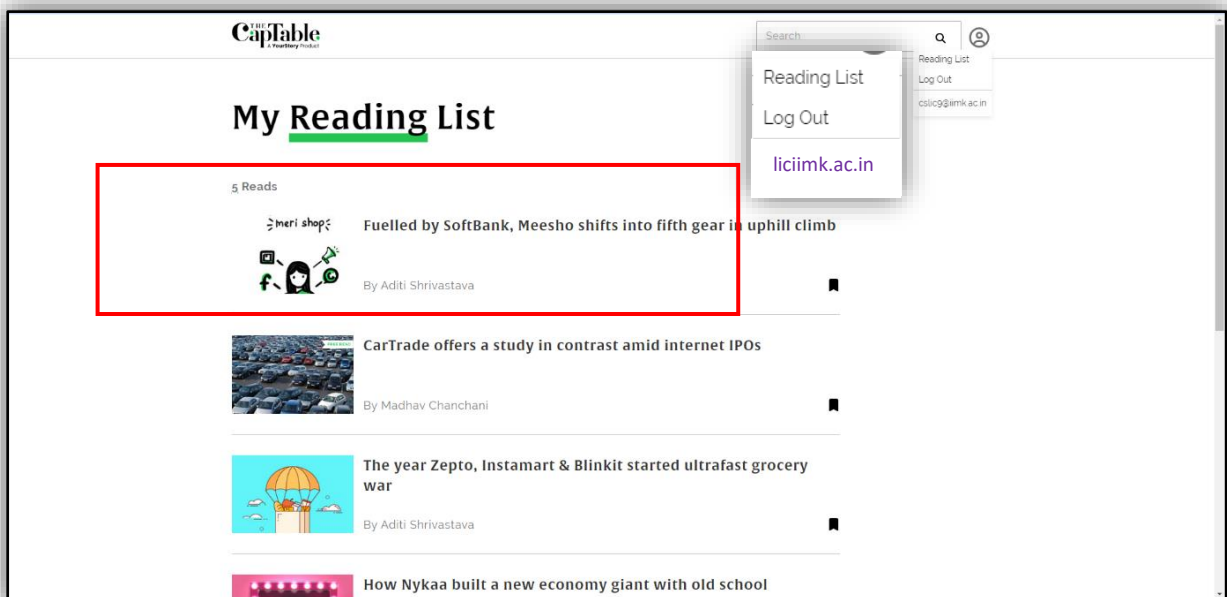 THE
CapTable
A YourStory Product
Search
Reading List
Log Out
cslic9@iimk.ac.in
Reading List
Log Out
liciimk.ac.in
My Reading List
5 Reads
meri shop
Fuelled by SoftBank, Meesho shifts into fifth gear in uphill climb
By Aditi Shrivastava
CarTrade offers a study in contrast amid internet IPOs
By Madhav Chanchani
The year Zepto, Instamart & Blinkit started ultrafast grocery
war
By Aditi Shrivastava
How Nykaa built a new economy giant with old school